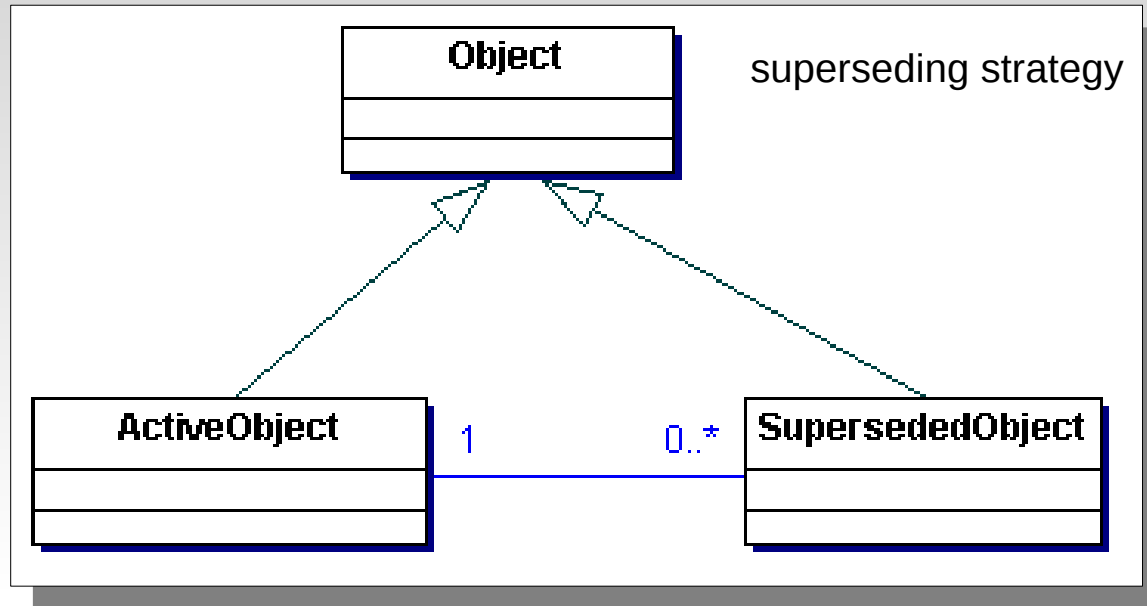 Object
superseding strategy
ActiveObject
1
0..*
SupersededObject